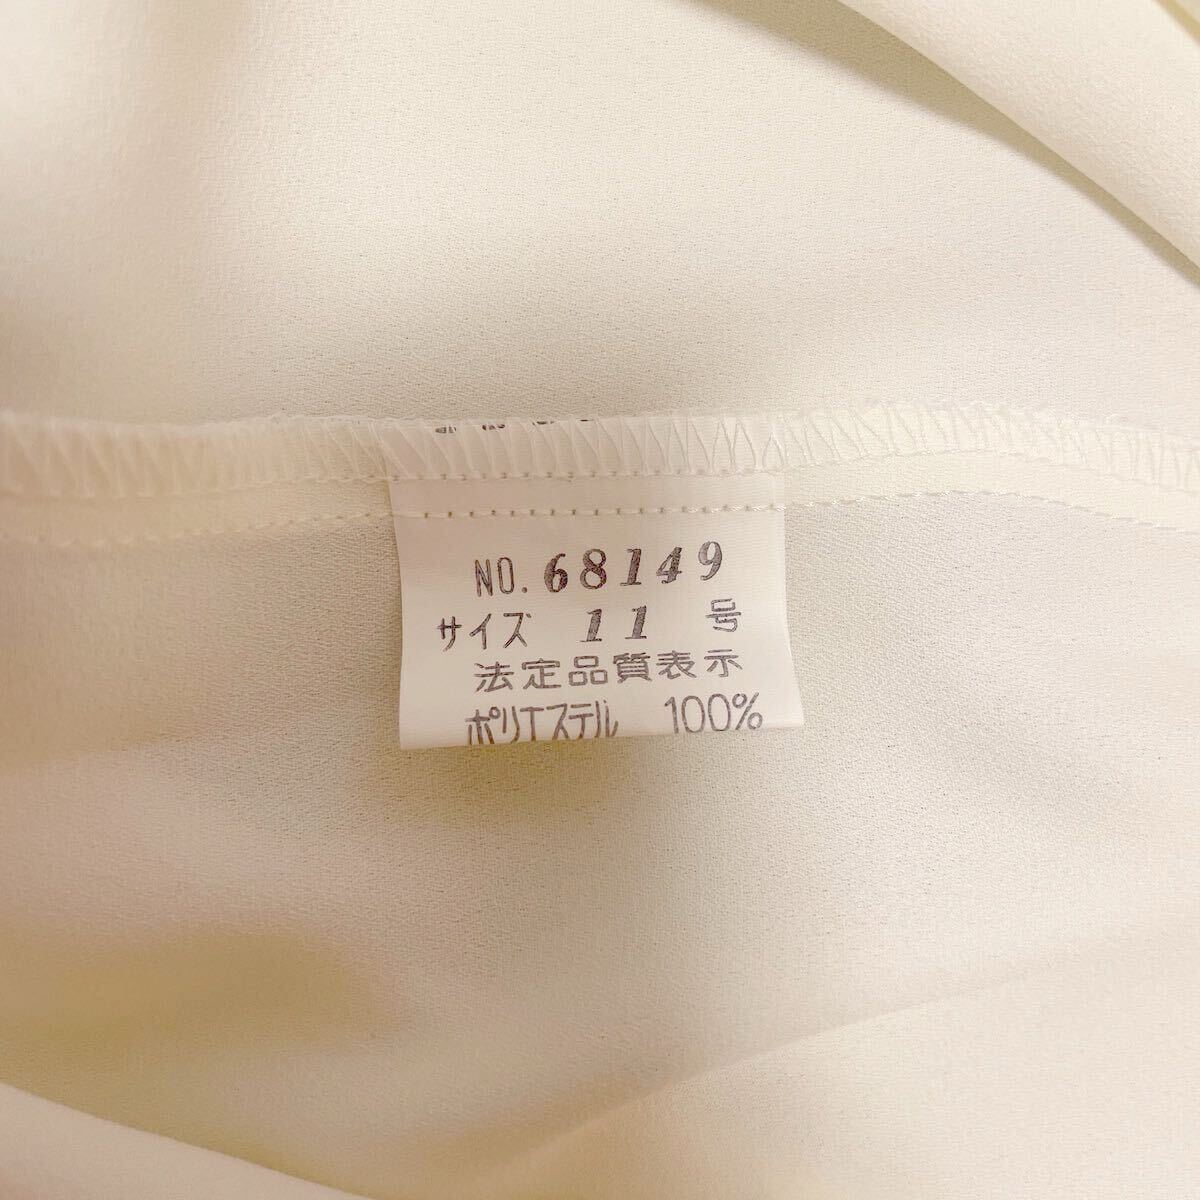 NO. 68149
サイズ 11 号
法定品質表示
ポリエステル 100%